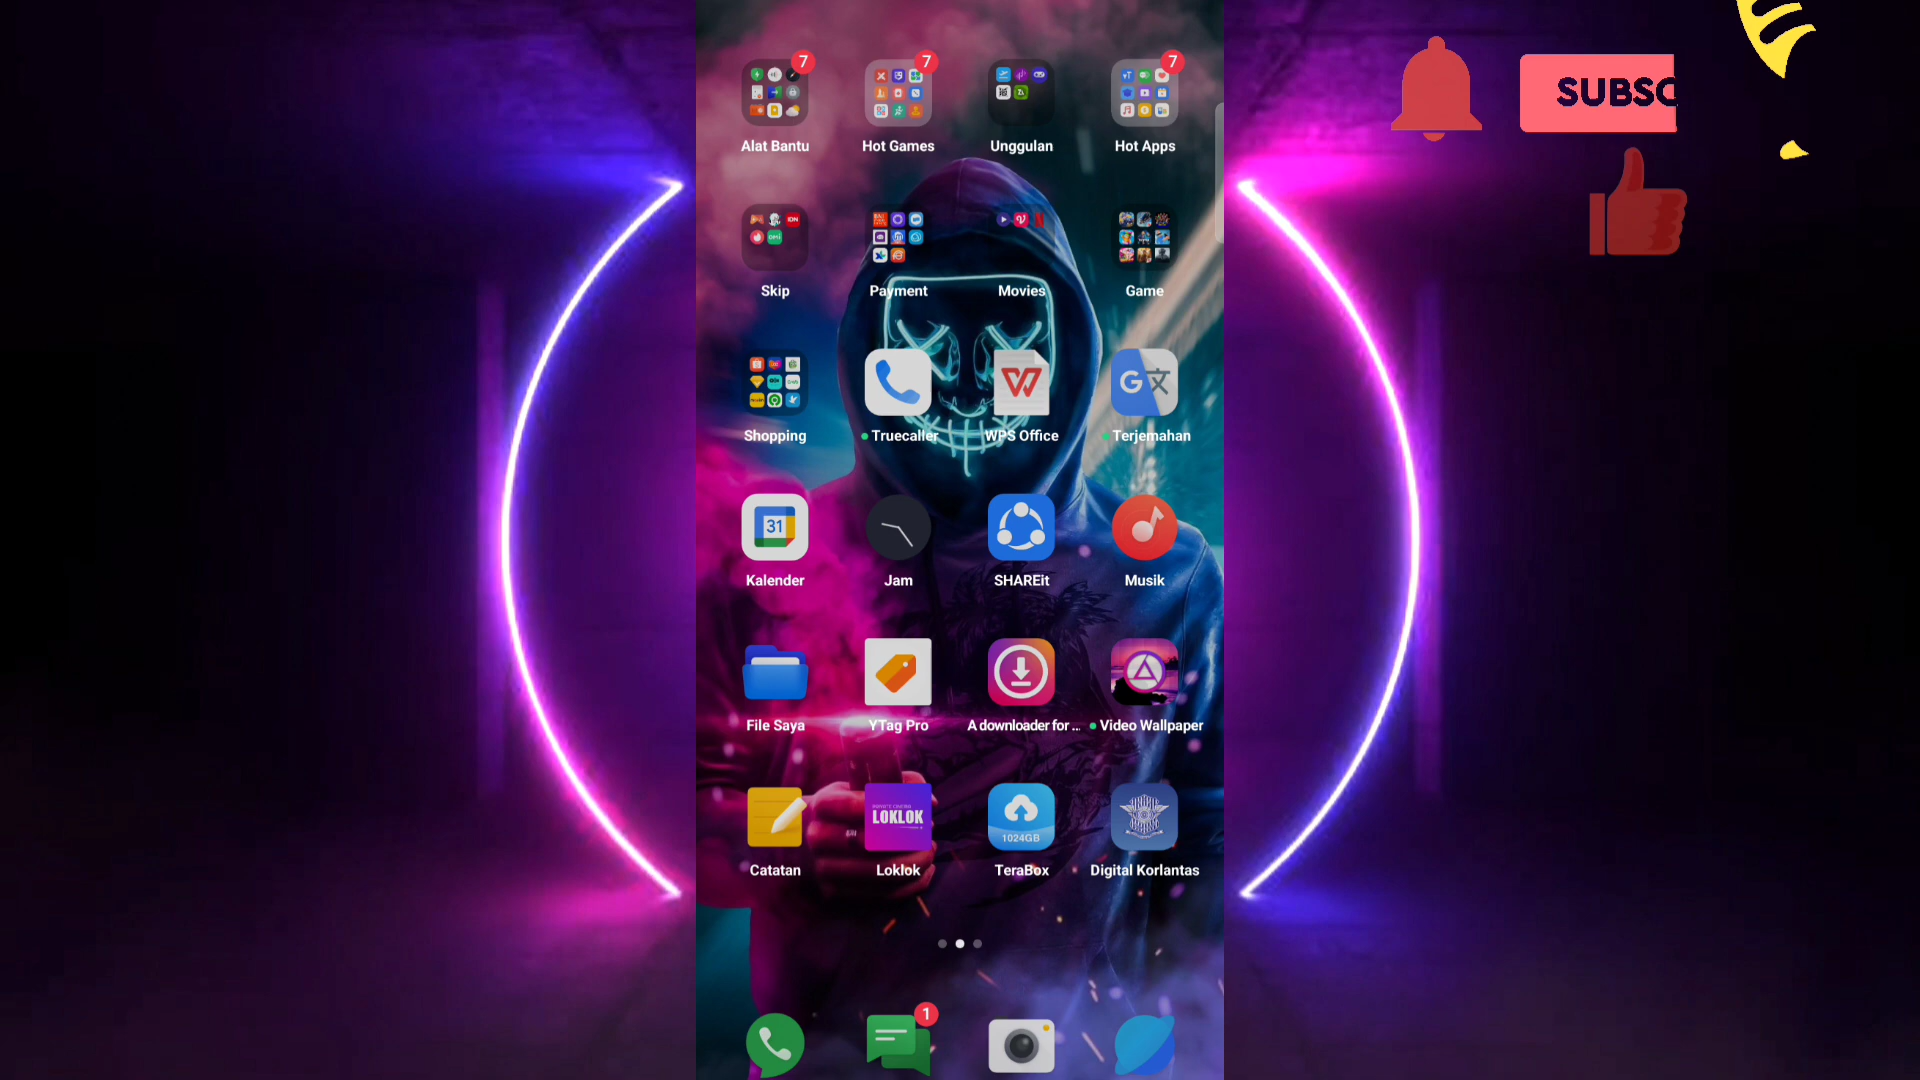 SUBSC
7
7
7
Alat Bantu
Hot Games
Unggulan
Hot Apps
Skip
Payment
Movies
Game
Shopping
Truecaller
WPS Office
Terjemahan
31
Kalender
Jam
SHAREit
Musik
File Saya
YTag Pro
A downloader for ...
Video Wallpaper
LOKLOK
1024GB
Catatan
Loklok
TeraBox
Digital Korlantas
1